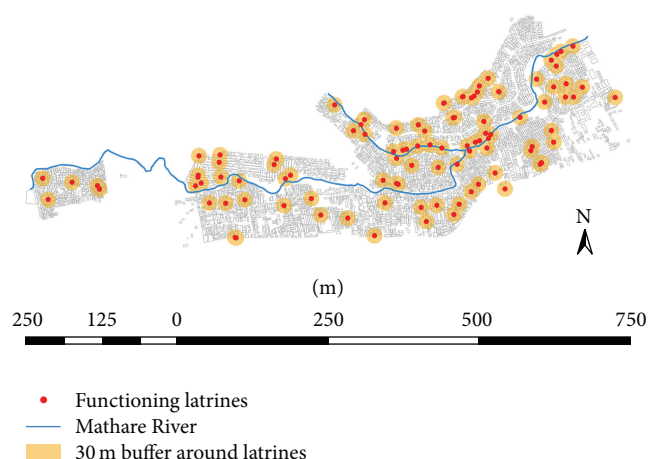 N
(m)
250 125 0 250 500 750
Functioning latrines
Mathare River
30 m buffer around latrines